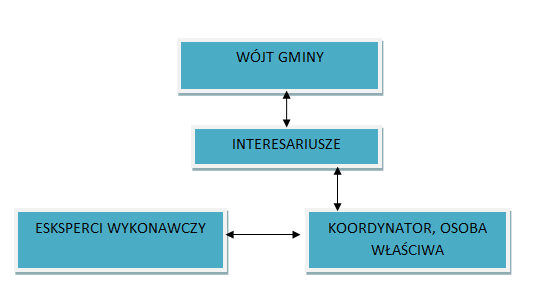 WÓJT GMINY
INTERESARIUSZE
ESKSPERCI WYKONAWCZY
KOORDYNATOR, OSOBA
WŁAŚCIWA